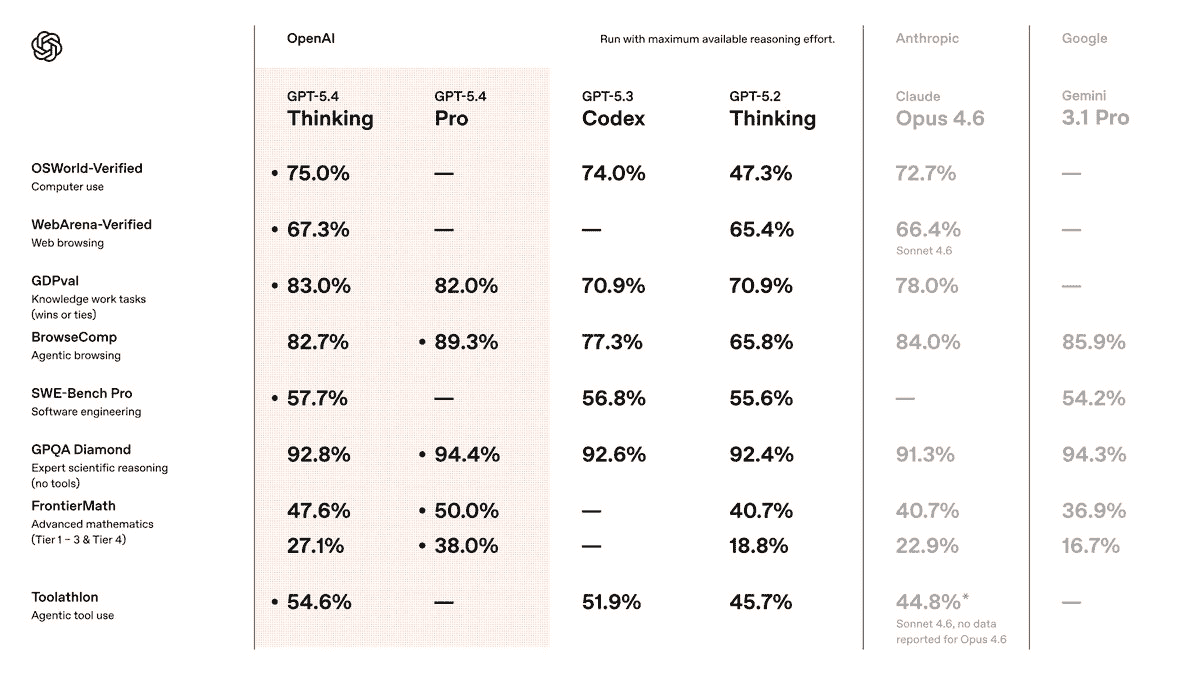 OpenAI Run with maximum available reasoning effort. Anthropic Google
GPT-5.4 GPT-5.4 GPT-5.3 GPT-5.2 Claude Gemini
Thinking Pro Codex Thinking Opus 4.6 3.1 Pro
OSWorld-Verified • 75.0% — 74.0% 47.3% 72.7% —
Computer use
WebArena-Verified • 67.3% — — 65.4% 66.4% —
Web browsing Sonnet 4.6
GDPval • 83.0% 82.0% 70.9% 70.9% 78.0% —
Knowledge work tasks
(wins or ties)
BrowseComp 82.7% • 89.3% 77.3% 65.8% 84.0% 85.9%
Agentic browsing
SWE-Bench Pro • 57.7% — 56.8% 55.6% — 54.2%
Software engineering
GPQA Diamond 92.8% • 94.4% 92.6% 92.4% 91.3% 94.3%
Expert scientific reasoning
(no tools)
FrontierMath 47.6% • 50.0% — 40.7% 40.7% 36.9%
Advanced mathematics
(Tier 1 – 3 & Tier 4) 27.1% • 38.0% — 18.8% 22.9% 16.7%
Toolathlon • 54.6% — 51.9% 45.7% 44.8%* —
Agentic tool use Sonnet 4.6, no data
reported for Opus 4.6